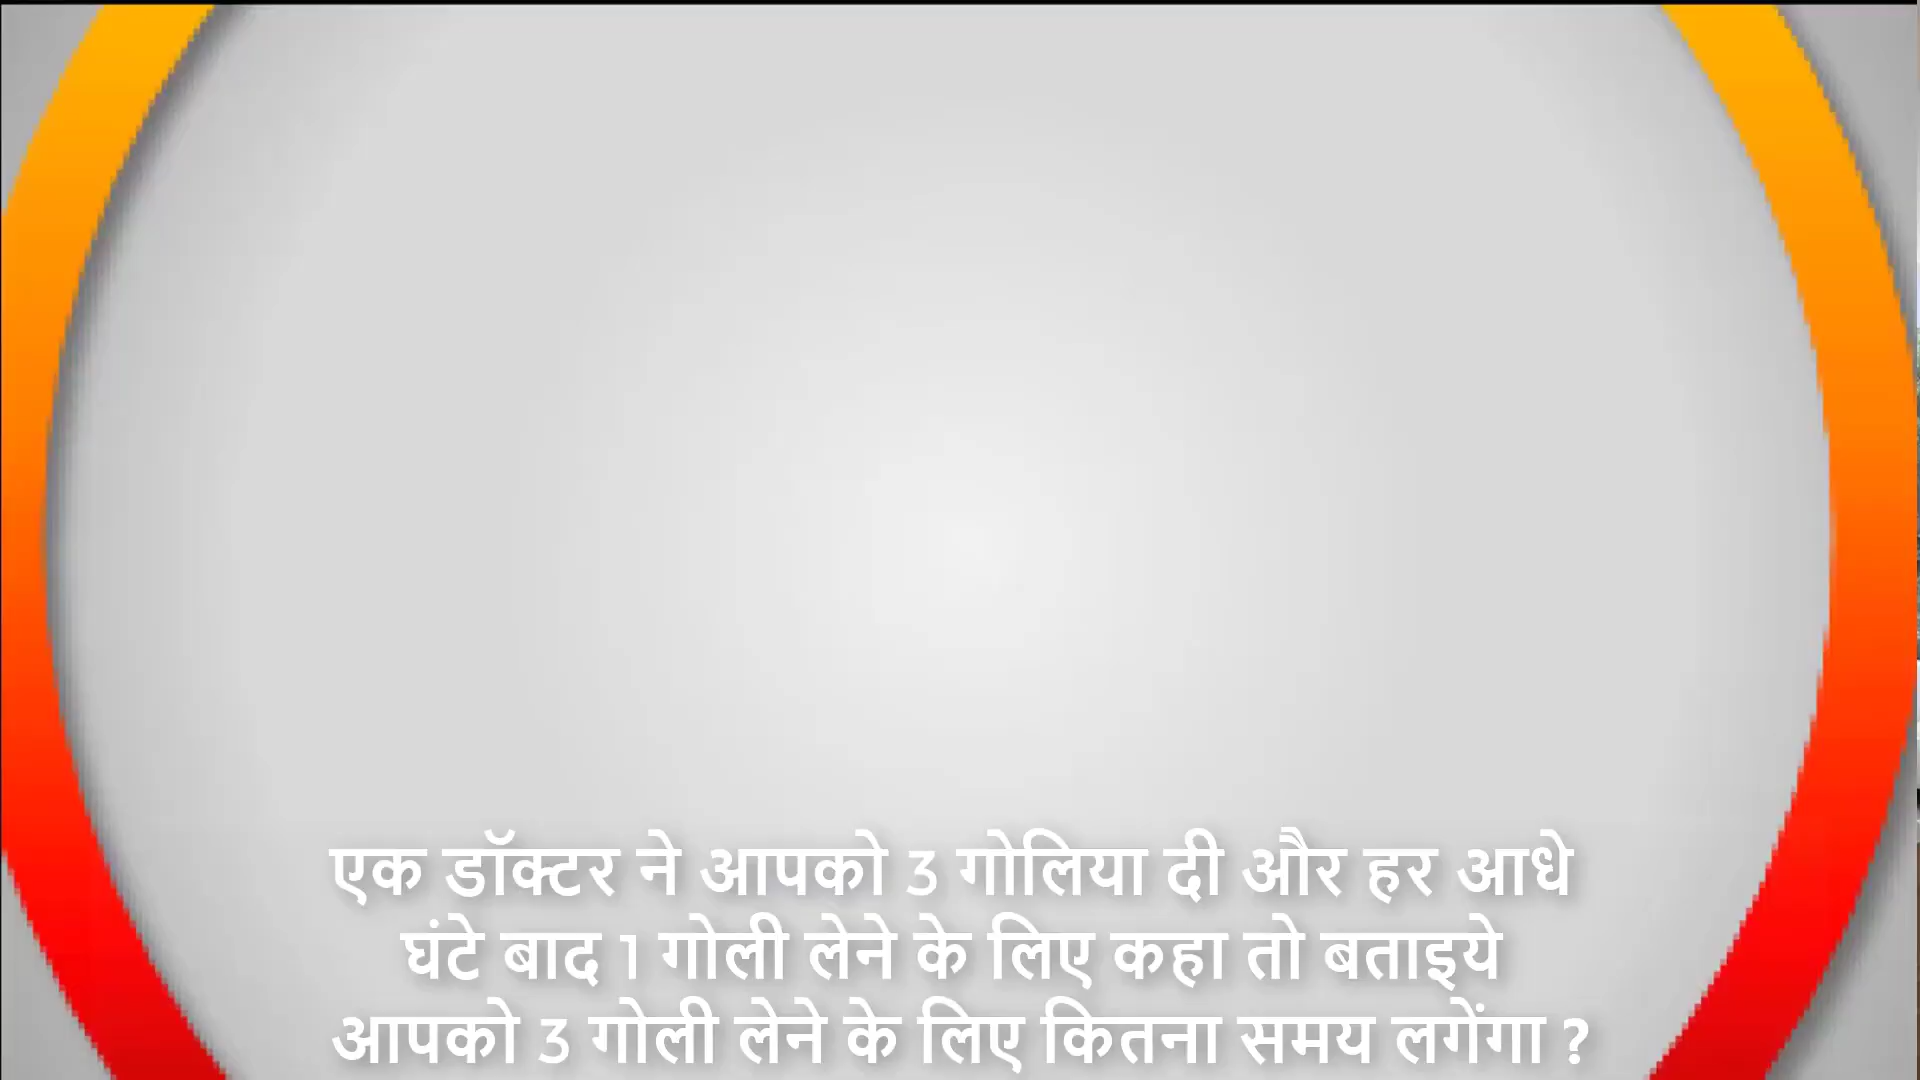 एक डॉक्टर ने आपको 3 गोलिया दी और हर आधे
घंटे बाद 1 गोली लेने के लिए कहा तो बताइये
आपको 3 गोली लेने के लिए कितना समय लगेंगा ?